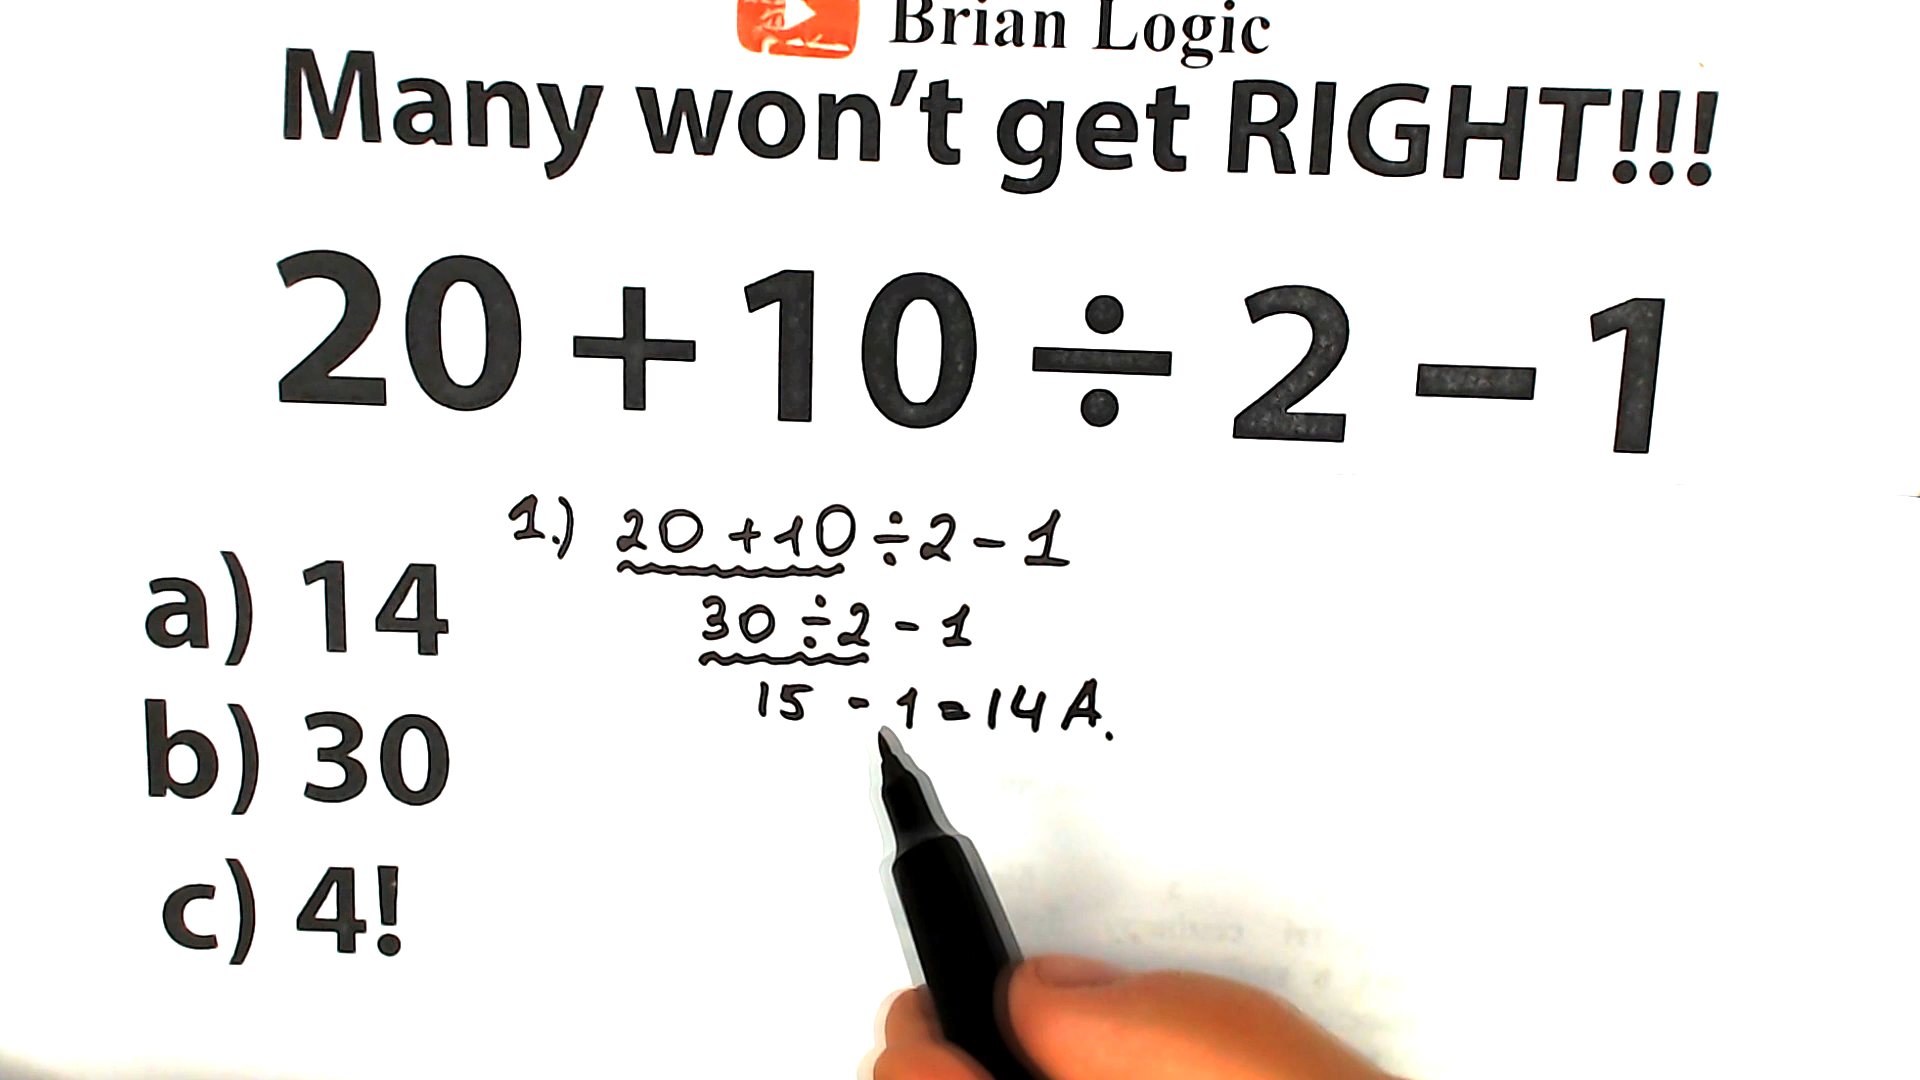 Brian Logic
Many won't get RIGHT!!!
20 + 10 ÷ 2 – 1
1.) 20 + 10 ÷ 2 - 1
30 ÷ 2 - 1
15 - 1 = 14 A.
a) 14
b) 30
c) 4!